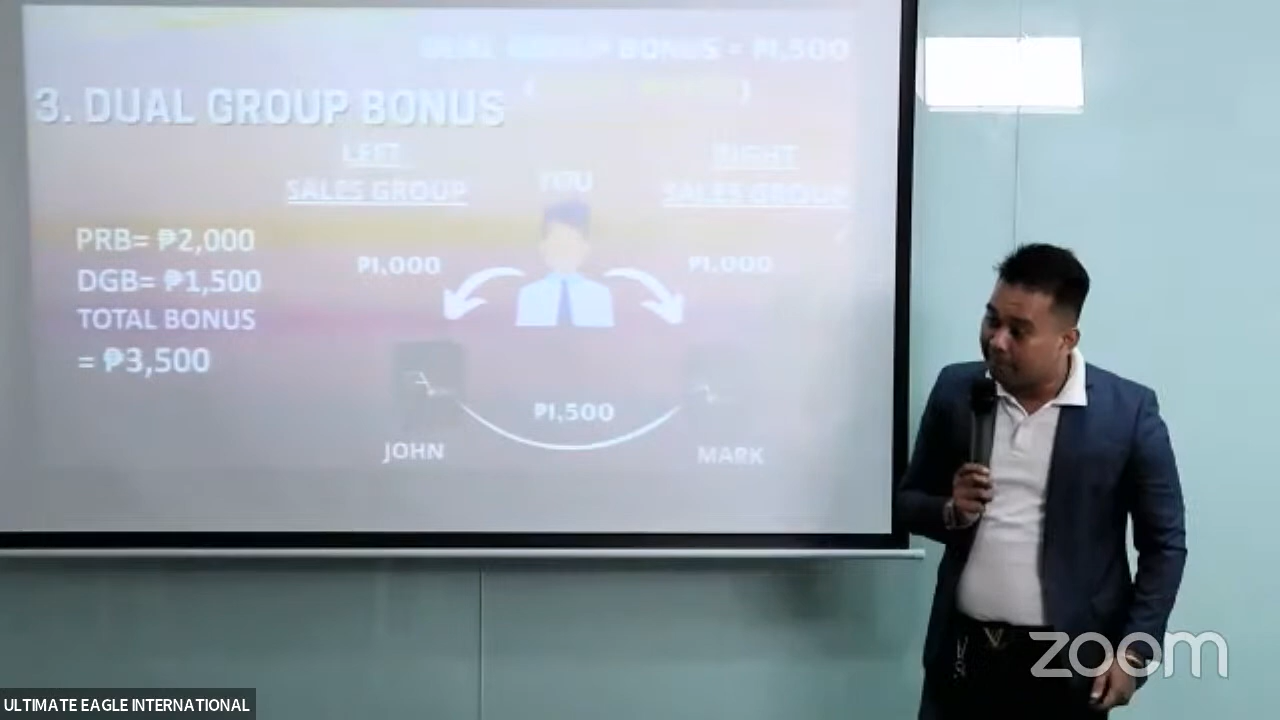 DUAL GROUP BONUS = ₱1,500
3. DUAL GROUP BONUS
LEFT
SALES GROUP
YOU
RIGHT
SALES GROUP
PRB= ₱2,000
DGB= ₱1,500
TOTAL BONUS
= ₱3,500
₱1,000
₱1,000
₱1,500
JOHN
MARK
zoom
ULTIMATE EAGLE INTERNATIONAL